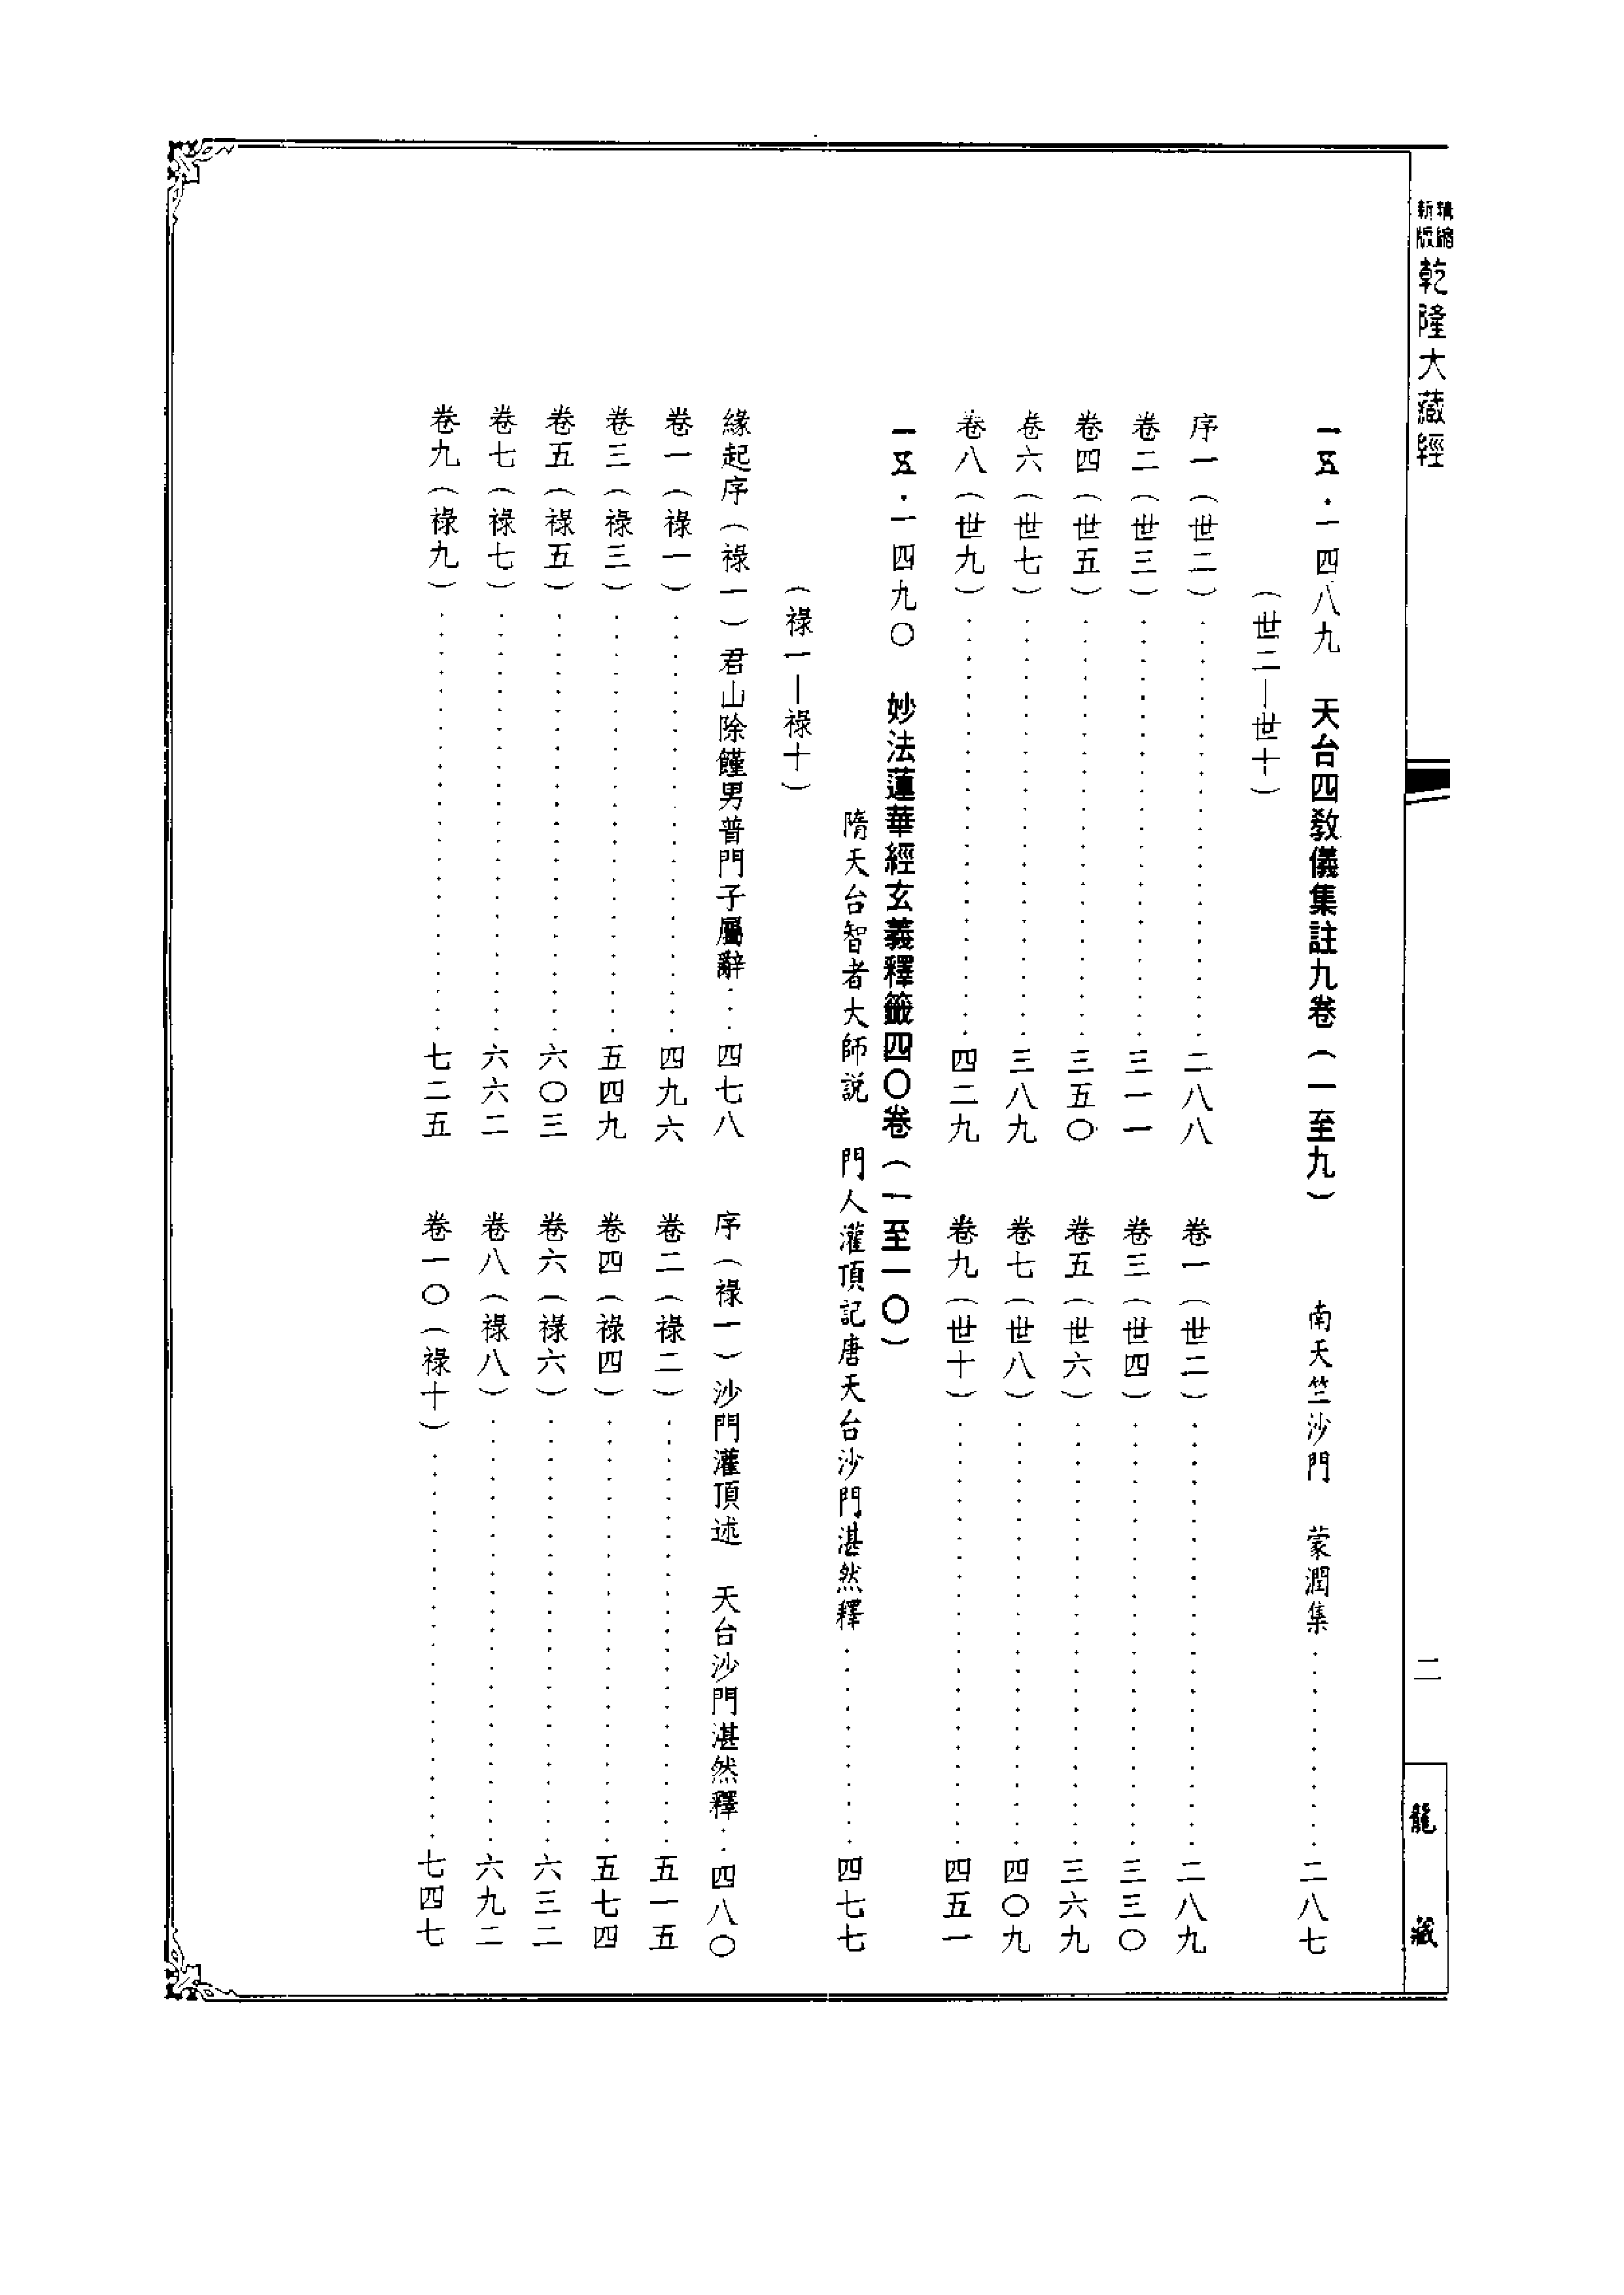 新版精縮
乾隆大藏經
二
龍藏
一五·一四八九 天台四教儀集註九卷(一至九) 南天竺沙門 蒙潤集…………二八七
(世二—世十)
序一(世二)…………二八八 卷一(世二)…………二八九
卷二(世三)…………三一一 卷三(世四)…………三三〇
卷四(世五)…………三五〇 卷五(世六)…………三六九
卷六(世七)…………三八九 卷七(世八)…………四〇九
卷八(世九)…………四二九 卷九(世十)…………四五一
一五·一四九〇 妙法蓮華經玄義釋籤四〇卷(一至一〇)
隋天台智者大師説 門人灌頂記唐天台沙門湛然釋…………四七七
(祿一—祿十)
緣起序(祿一)君山除饉男普門子屬辭…四七八 序(祿一)沙門灌頂述 天台沙門湛然釋…四八〇
卷一(祿一)…………四九六 卷二(祿二)…………五一五
卷三(祿三)…………五四九 卷四(祿四)…………五七四
卷五(祿五)…………六〇三 卷六(祿六)…………六三二
卷七(祿七)…………六六二 卷八(祿八)…………六九二
卷九(祿九)…………七二五 卷一〇(祿十)…………七四七